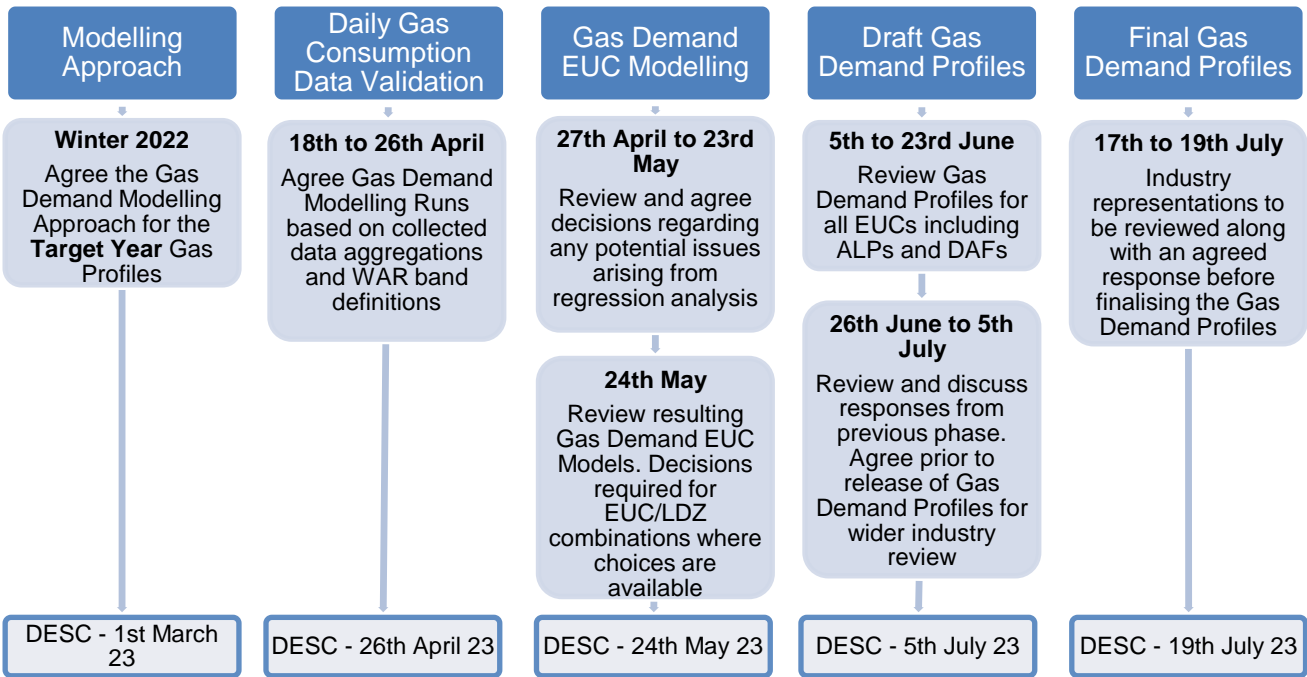 Modelling
Approach
Winter 2022
Agree the Gas
Demand Modelling
Approach for the
Target Year Gas
Profiles
DESC - 1st March
23
Daily Gas
Consumption
Data Validation
18th to 26th April
Agree Gas Demand
Modelling Runs
based on collected
data aggregations
and WAR band
definitions
DESC - 26th April 23
Gas Demand
EUC Modelling
27th April to 23rd
May
Review and agree
decisions regarding
any potential issues
arising from
regression analysis
24th May
Review resulting
Gas Demand EUC
Models. Decisions
required for
EUC/LDZ
combinations where
choices are
available
DESC - 24th May 23
Draft Gas
Demand Profiles
5th to 23rd June
Review Gas
Demand Profiles for
all EUCs including
ALPs and DAFs
26th June to 5th
July
Review and discuss
responses from
previous phase.
Agree prior to
release of Gas
Demand Profiles for
wider industry
review
DESC - 5th July 23
Final Gas
Demand Profiles
17th to 19th July
Industry
representations to
be reviewed along
with an agreed
response before
finalising the Gas
Demand Profiles
DESC - 19th July 23